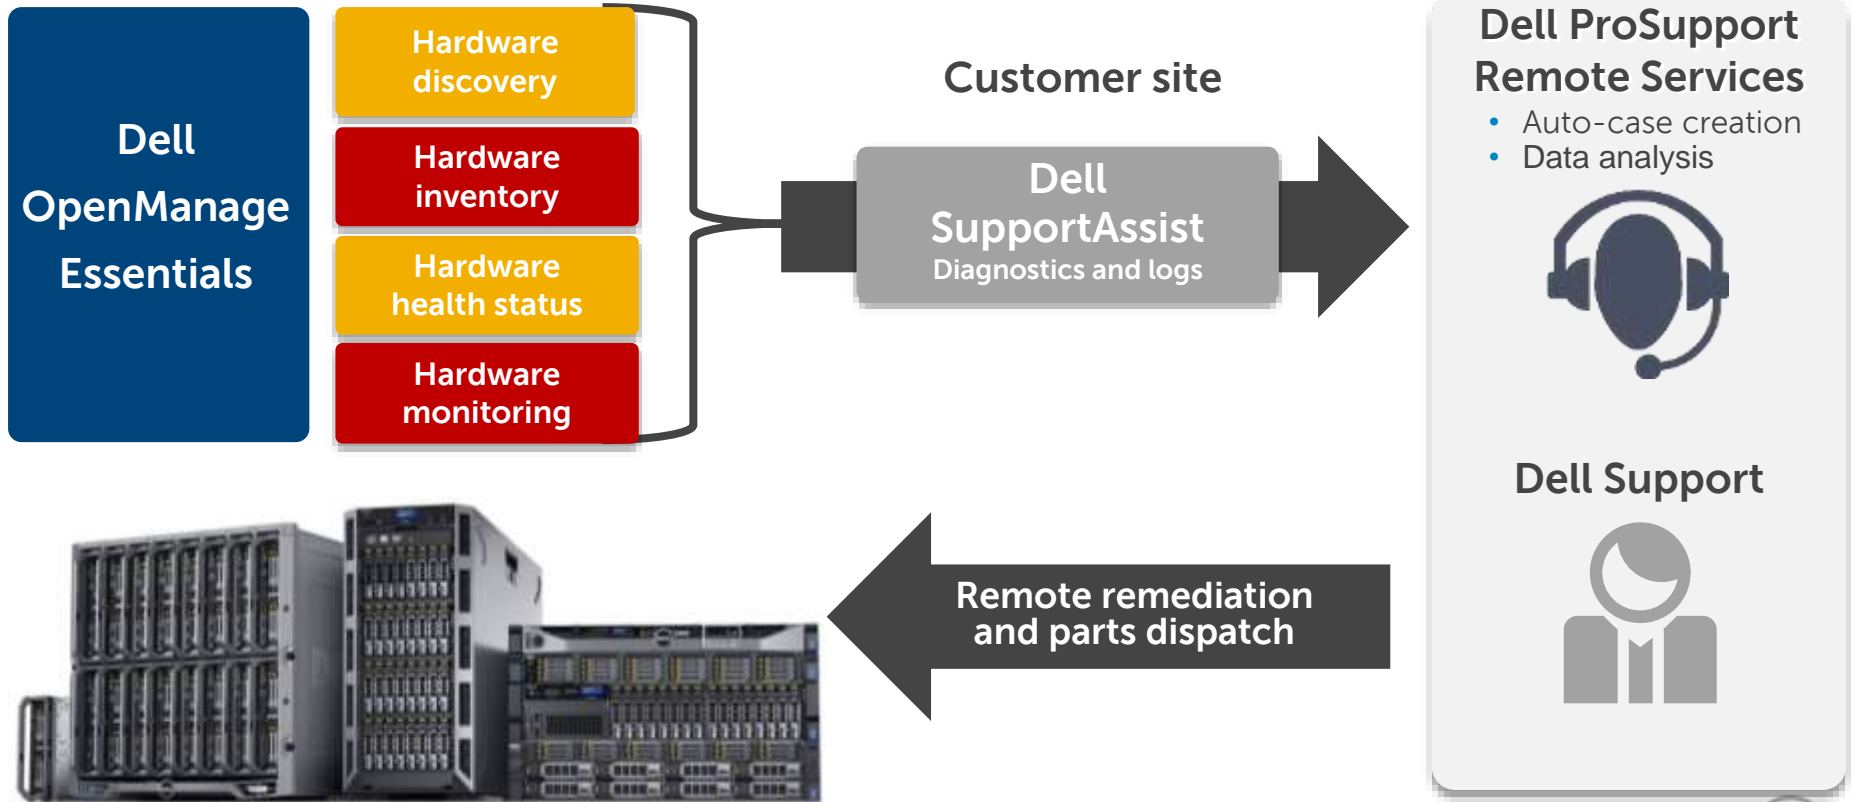 Dell
OpenManage
Essentials
Hardware
discovery
Hardware
inventory
Hardware
health status
Hardware
monitoring
Customer site
Dell
SupportAssist
Diagnostics and logs
Dell ProSupport
Remote Services
• Auto-case creation
• Data analysis
Dell Support
Remote remediation
and parts dispatch